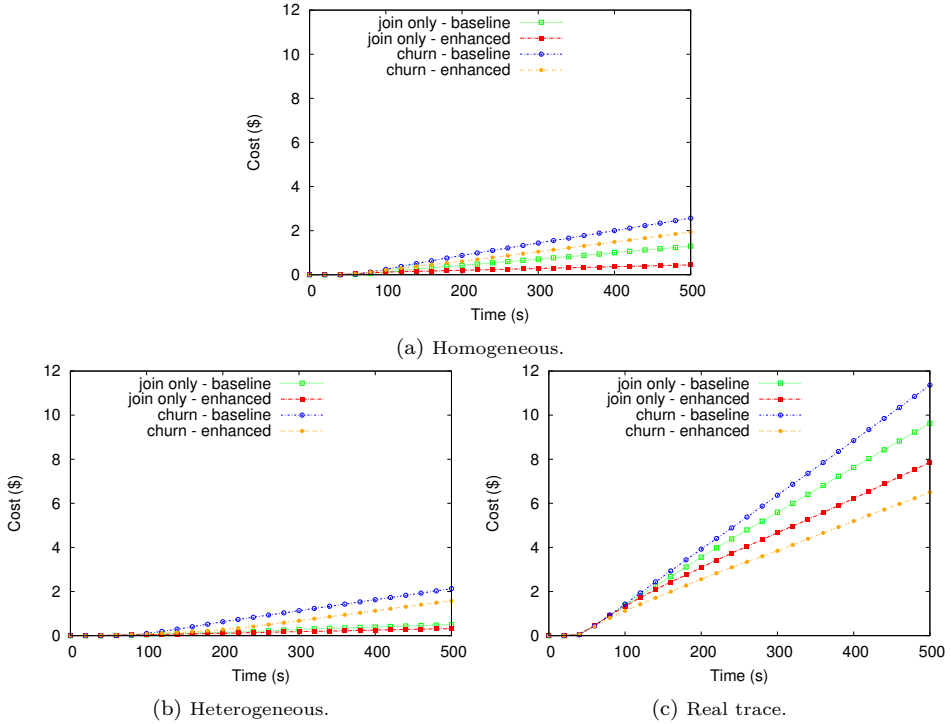 12
10
8
6
4
2
0
Cost ($)
join only - baseline
join only - enhanced
churn - baseline
churn - enhanced
0 100 200 300 400 500
Time (s)
(a) Homogeneous.
12
10
8
6
4
2
0
Cost ($)
join only - baseline
join only - enhanced
churn - baseline
churn - enhanced
0 100 200 300 400 500
Time (s)
(b) Heterogeneous.
12
10
8
6
4
2
0
Cost ($)
join only - baseline
join only - enhanced
churn - baseline
churn - enhanced
0 100 200 300 400 500
Time (s)
(c) Real trace.